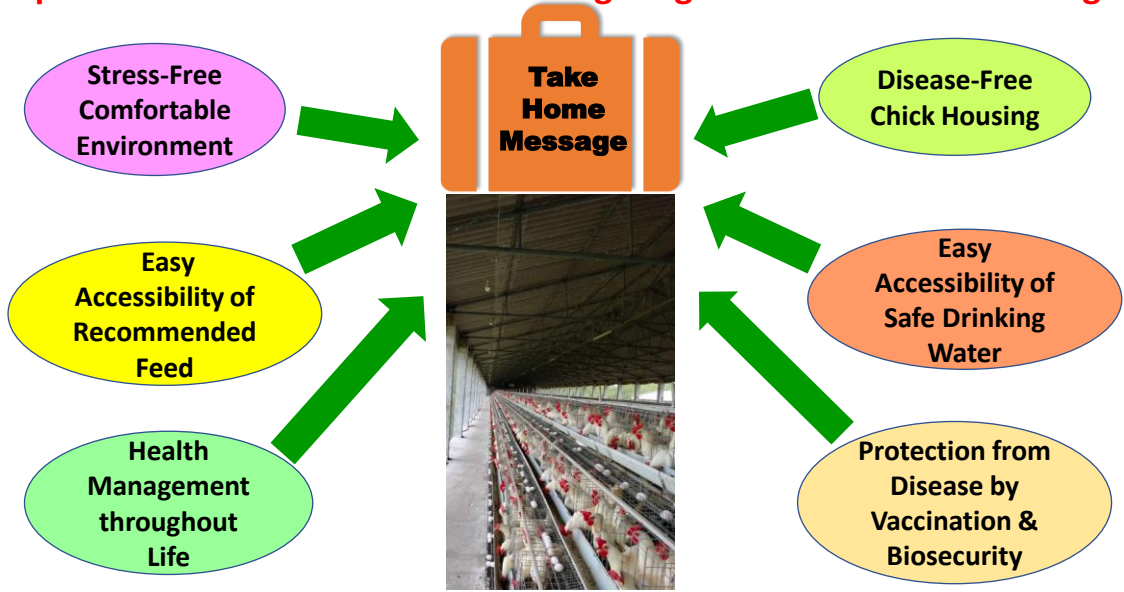 Take
Home
Message
Stress-Free
Comfortable
Environment
Disease-Free
Chick Housing
Easy
Accessibility of
Recommended
Feed
Easy
Accessibility of
Safe Drinking
Water
Health
Management
throughout
Life
Protection from
Disease by
Vaccination &
Biosecurity